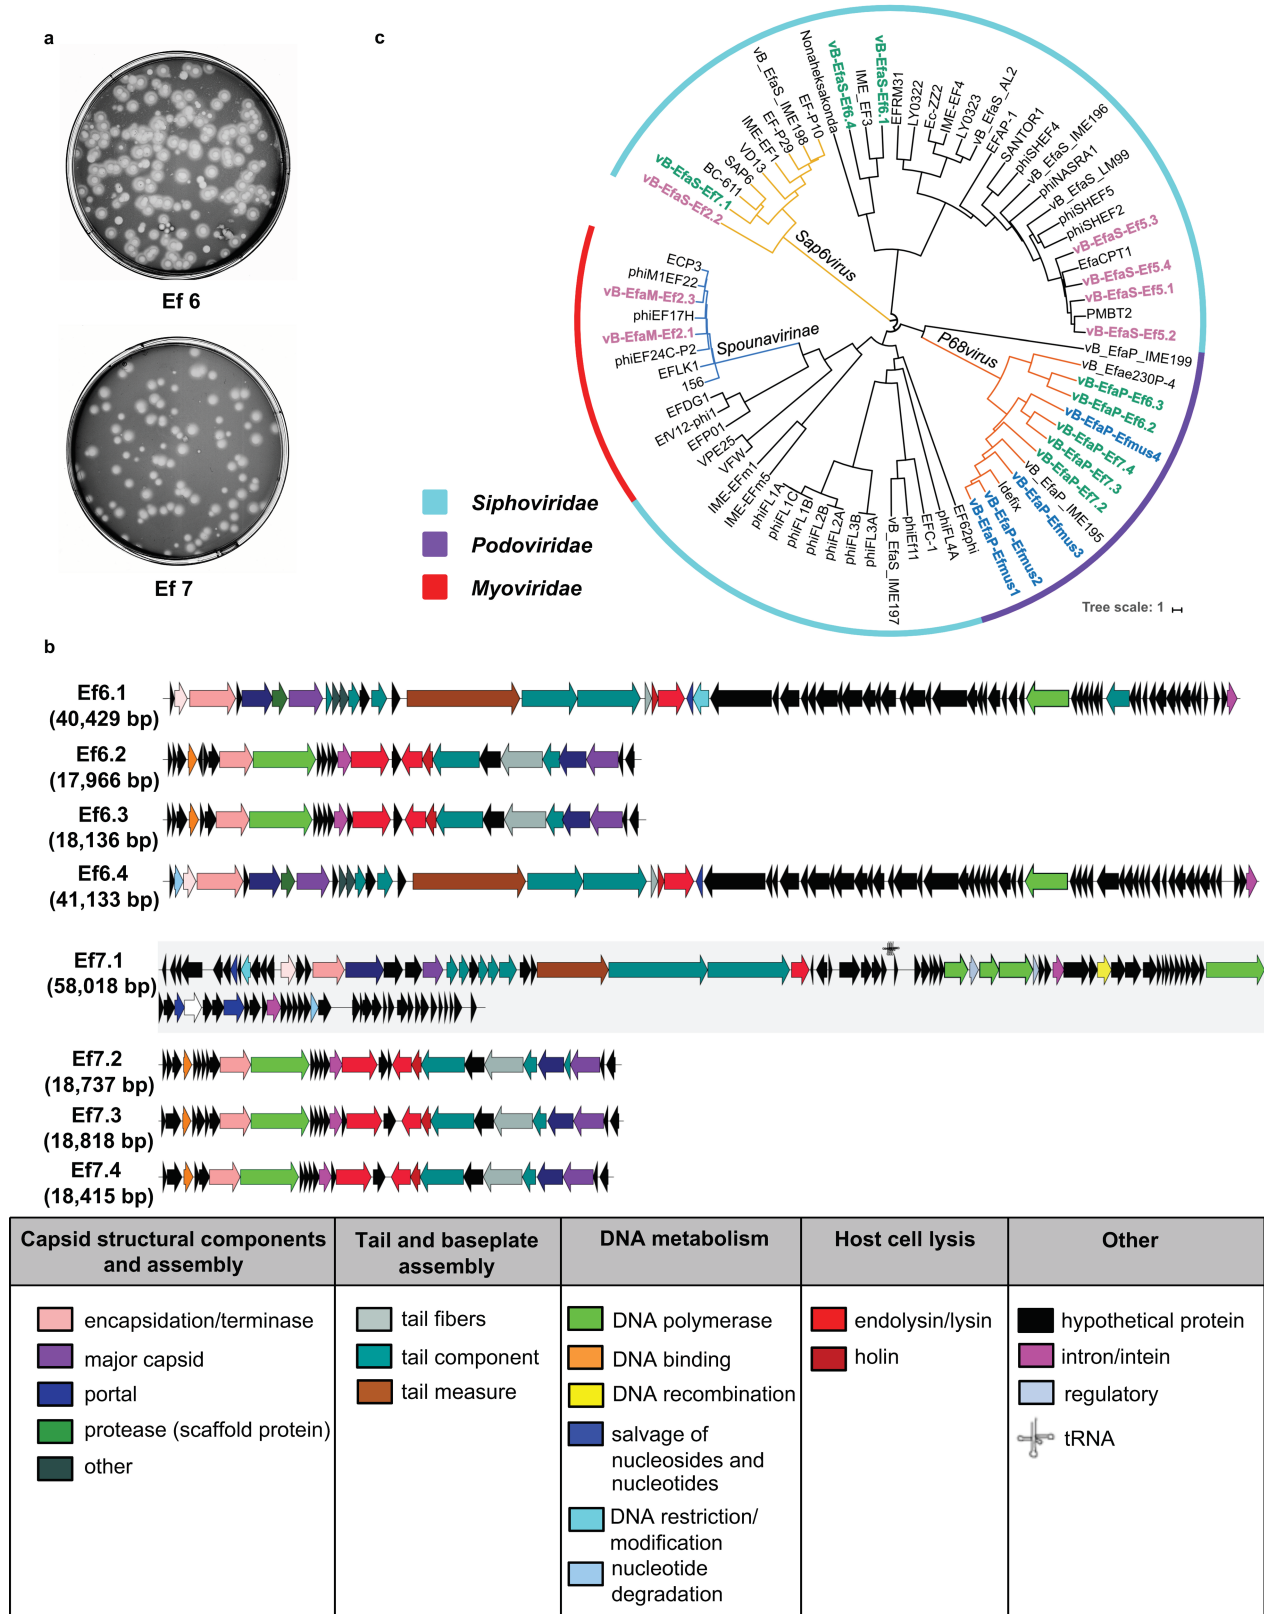 a
Ef 6
Ef 7
c
vB-EfaS-Ef2.2
vB-EfaS-Ef7.1
BC-611
SAP6
VD13
IME-EF1
EF-P29
vB_EfaS_IME198
EF-P10
Nonaheksakonda
vB-EfaS-Ef6.4
IME_EF3
vB-EfaS-Ef6.1
EFRM31
LY0322
Ec-ZZ2
IME-EF4
LY0323
vB_EfaS_AL2
EFAP-1
SANTOR1
phiSHEF4
vB_EfaS_IME196
phiNASRA1
vB_EfaS_LM99
phiSHEF5
phiSHEF2
vB-EfaS-Ef5.3
EfaCPT1
vB-EfaS-Ef5.4
vB-EfaS-Ef5.1
PMBT2
vB-EfaS-Ef5.2
vB_EfaP_IME199
vB_Efae230P-4
vB-EfaP-Ef6.3
vB-EfaP-Ef6.2
vB-EfaP-Efmus4
vB-EfaP-Ef7.4
vB-EfaP-Ef7.3
vB-EfaP-Ef7.2
vB_EfaP_IME195
vB-EfaP-Efmus3
Idefix
vB-EfaP-Efmus2
vB-EfaP-Efmus1
EF62phi
phiFL4A
EFC-1
phiEf11
vB_EfaS_IME197
phiFL3A
phiFL3B
phiFL2A
phiFL2B
phiFL1B
phiFL1C
phiFL1A
IME-EFm5
IME-EFm1
VFW
VPE25
EFP01
EfV12-phi1
EFDG1
156
EFLK1
phiEF24C-P2
vB-EfaM-Ef2.1
phiEF17H
vB-EfaM-Ef2.3
phiM1EF22
ECP3
Sap6virus
P68virus
Spounavirinae
Siphoviridae
Podoviridae
Myoviridae
Tree scale: 1
b
Ef6.1
(40,429 bp)
Ef6.2
(17,966 bp)
Ef6.3
(18,136 bp)
Ef6.4
(41,133 bp)
Ef7.1
(58,018 bp)
Ef7.2
(18,737 bp)
Ef7.3
(18,818 bp)
Ef7.4
(18,415 bp)
Capsid structural components
and assembly
encapsidation/terminase
major capsid
portal
protease (scaffold protein)
other
Tail and baseplate
assembly
tail fibers
tail component
tail measure
DNA metabolism
DNA polymerase
DNA binding
DNA recombination
salvage of
nucleosides and
nucleotides
DNA restriction/
modification
nucleotide
degradation
Host cell lysis
endolysin/lysin
holin
Other
hypothetical protein
intron/intein
regulatory
tRNA